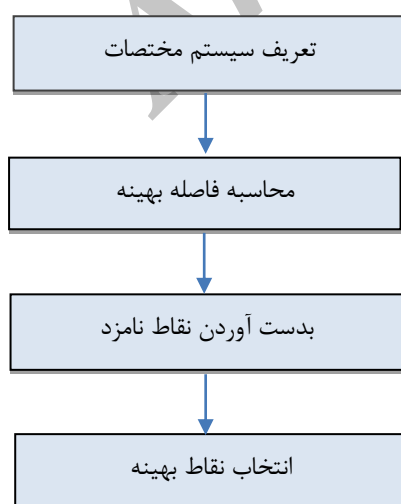 تعریف سیستم مختصات
محاسبه فاصله بهینه
بدست آوردن نقاط نامزد
انتخاب نقاط بهینه